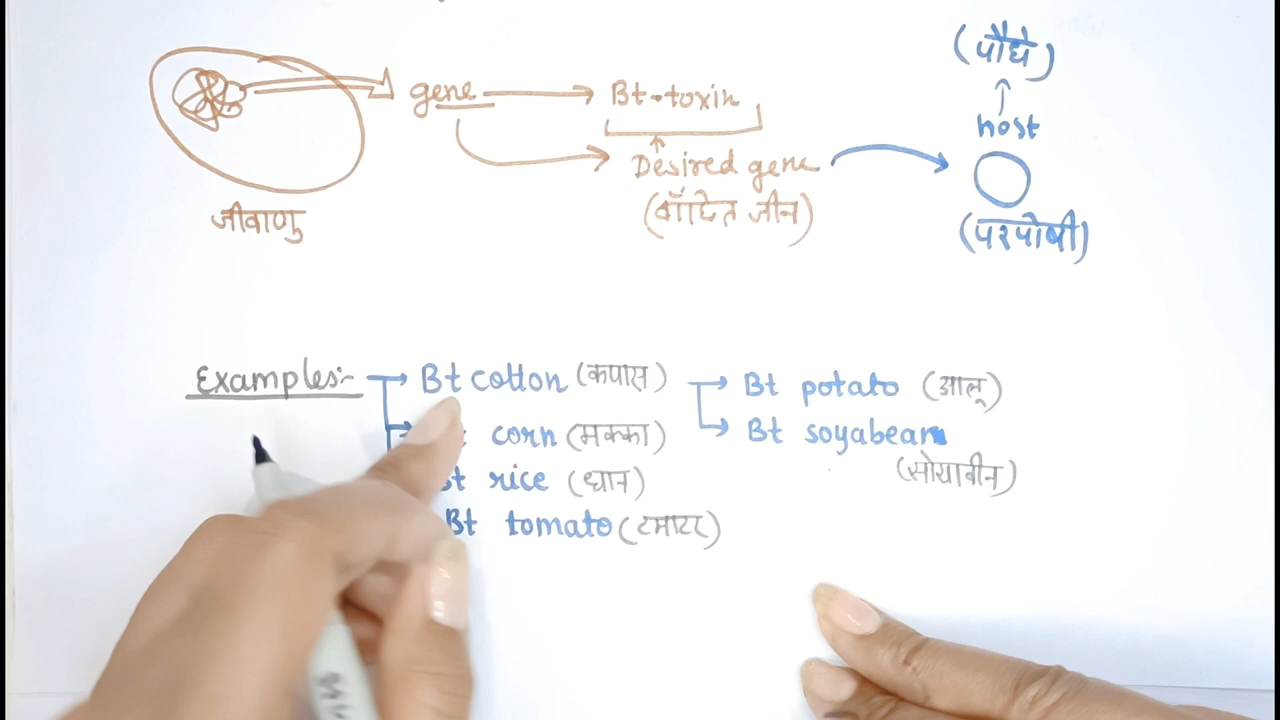 (पौधे)
gene → Bt-toxin
host
Desired gene
(वाँछित जीन)
जीवाणु
(परपोषी)
Examples:-
Bt cotton (कपास)
Bt potato (आलू)
corn (मक्का)
Bt soyabean
(सोयाबीन)
Bt rice (धान)
Bt tomato (टमाटर)